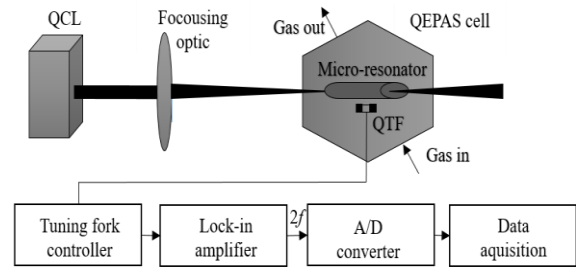 QCL
Focousing
optic
Gas out
QEPAS cell
Micro-resonator
QTF
Gas in
Tuning fork
controller
Lock-in
amplifier
2f
A/D
converter
Data
aquisition